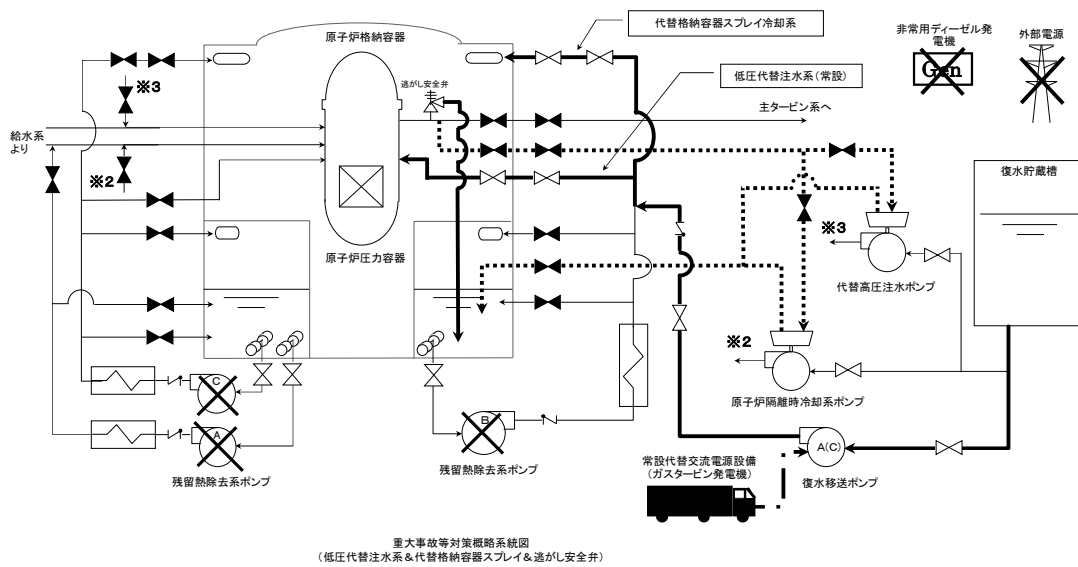 代替格納容器スプレイ冷却系
原子炉格納容器
非常用ディーゼル発
電機
外部電源
Gen
※3
逃がし安全弁
低圧代替注水系(常設)
主タービン系へ
給水系
より
※2
復水貯蔵槽
※3
原子炉圧力容器
代替高圧注水ポンプ
※2
原子炉隔離時冷却系ポンプ
C
A
B
A(C)
残留熱除去系ポンプ
残留熱除去系ポンプ
常設代替交流電源設備
(ガスタービン発電機)
復水移送ポンプ
重大事故等対策概略系統図
(低圧代替注水系&代替格納容器スプレイ&逃がし安全弁)